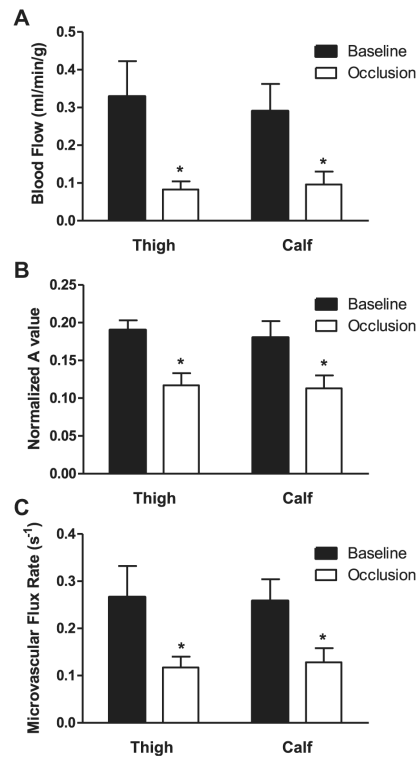 A
Blood Flow (ml/min/g)
0.5
0.4
0.3
0.2
0.1
0.0
Baseline
Occlusion
*
*
Thigh
Calf
B
Normalized A value
0.25
0.20
0.15
0.10
0.05
0.00
Baseline
Occlusion
*
*
Thigh
Calf
C
Microvascular Flux Rate (s⁻¹)
0.4
0.3
0.2
0.1
0.0
Baseline
Occlusion
*
*
Thigh
Calf